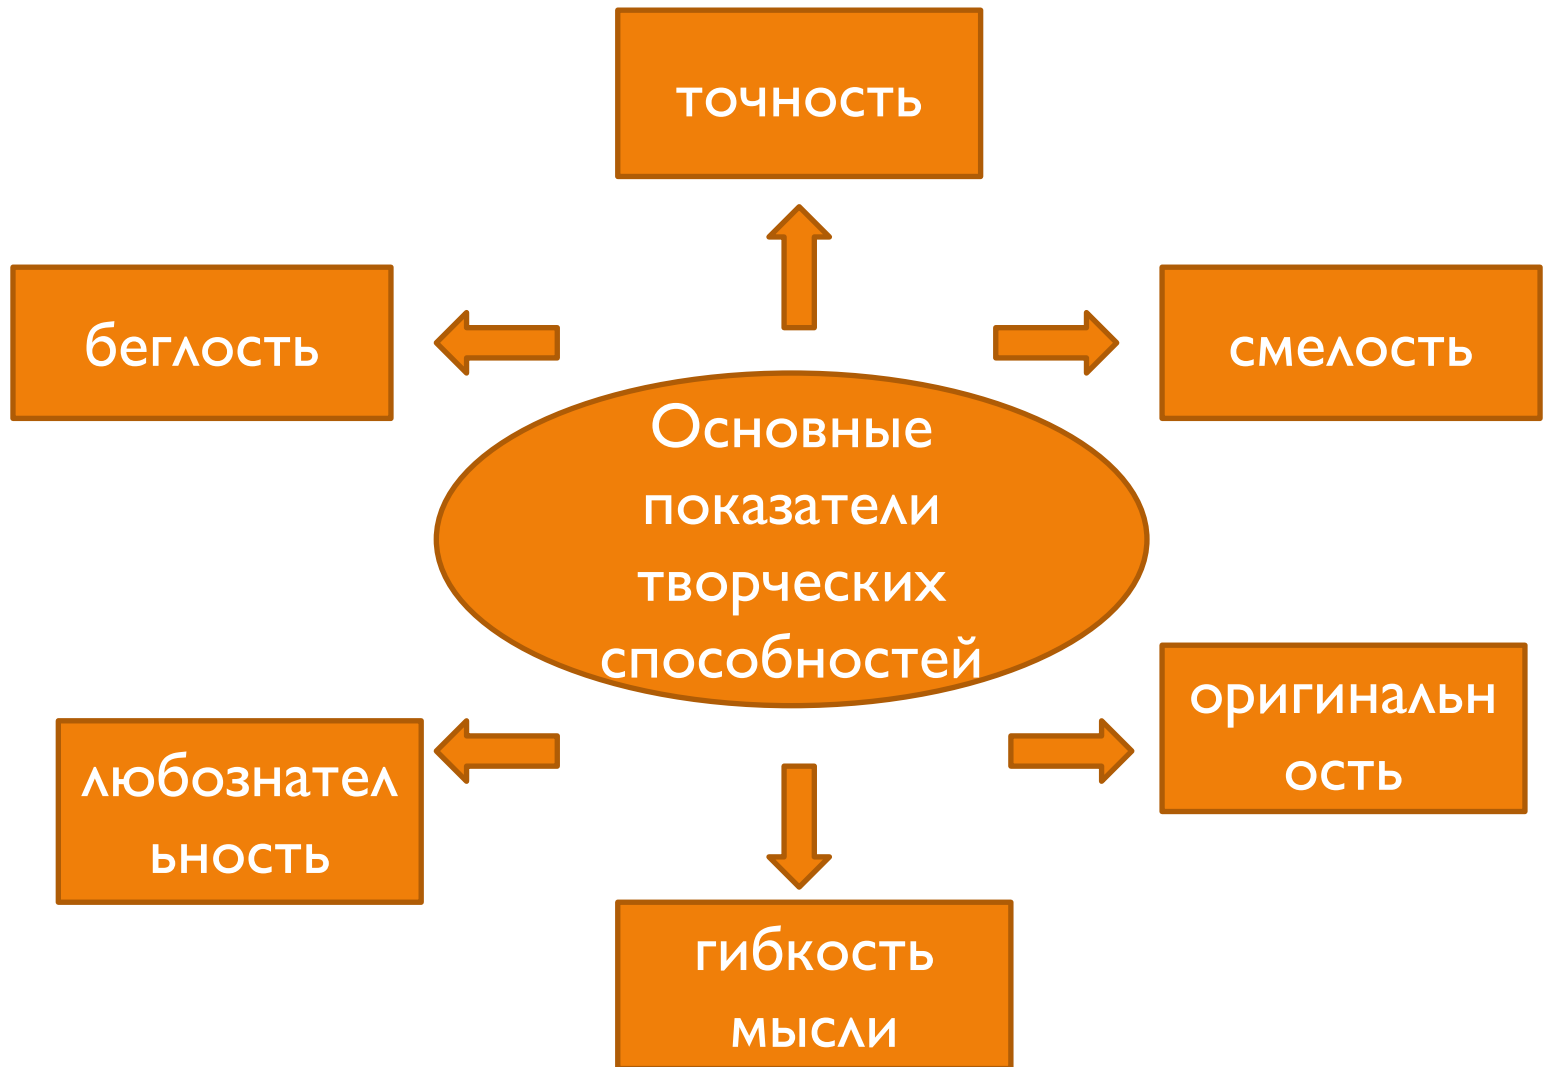 точность
беглость
смелость
Основные
показатели
творческих
способностей
оригинальн
ость
любознател
ьность
гибкость
мысли